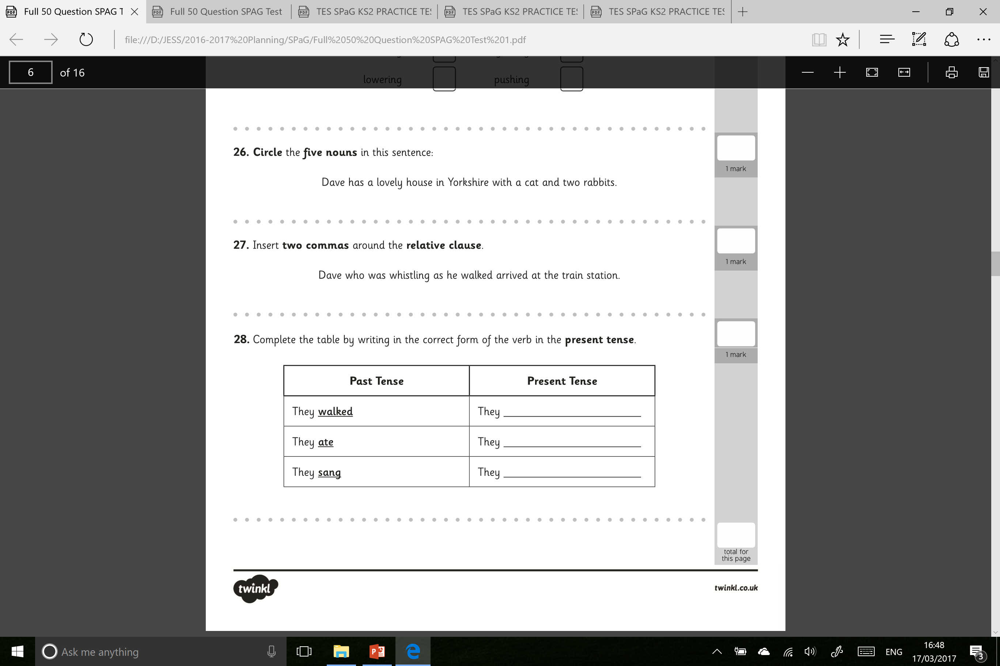 Full 50 Question SPAG T
Full 50 Question SPAG Test
TES SPaG KS2 PRACTICE TES
TES SPaG KS2 PRACTICE TES
TES SPaG KS2 PRACTICE TES
file:///D:/JESS/2016-2017%20Planning/SPaG/Full%2050%20Question%20SPAG%20Test%201.pdf
6 of 16
lowering pushing
26. Circle the five nouns in this sentence:
1 mark
Dave has a lovely house in Yorkshire with a cat and two rabbits.
27. Insert two commas around the relative clause.
1 mark
Dave who was whistling as he walked arrived at the train station.
28. Complete the table by writing in the correct form of the verb in the present tense.
1 mark
Past Tense Present Tense
They walked They
They ate They
They sang They
total for
this page
twinkl
twinkl.co.uk
Ask me anything
ENG
16:48
17/03/2017
3